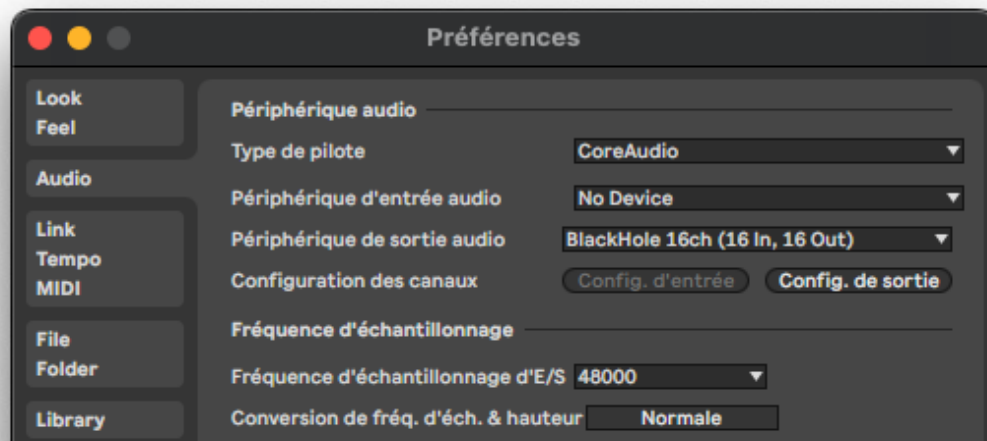 Préférences
Look
Feel
Audio
Link
Tempo
MIDI
File
Folder
Library
Périphérique audio
Type de pilote CoreAudio
Périphérique d'entrée audio No Device
Périphérique de sortie audio BlackHole 16ch (16 In, 16 Out)
Configuration des canaux Config. d'entrée Config. de sortie
Fréquence d'échantillonnage
Fréquence d'échantillonnage d'E/S 48000
Conversion de fréq. d'éch. & hauteur Normale